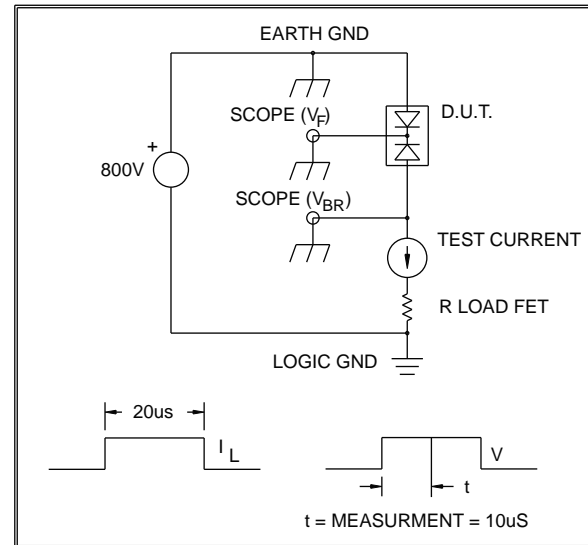 EARTH GND
SCOPE (VF)
D.U.T.
+
800V
SCOPE (VBR)
TEST CURRENT
R LOAD FET
LOGIC GND
20us
IL
V
t
t = MEASURMENT = 10uS